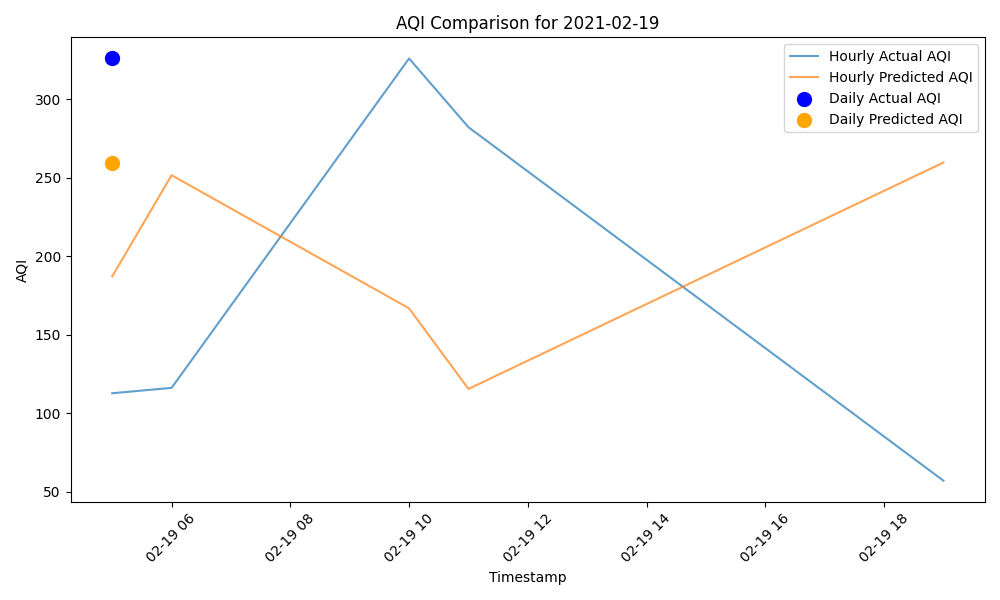 AQI Comparison for 2021-02-19
Hourly Actual AQI
Hourly Predicted AQI
Daily Actual AQI
Daily Predicted AQI
AQI
300
250
200
150
100
50
02-19 06
02-19 08
02-19 10
02-19 12
02-19 14
02-19 16
02-19 18
Timestamp